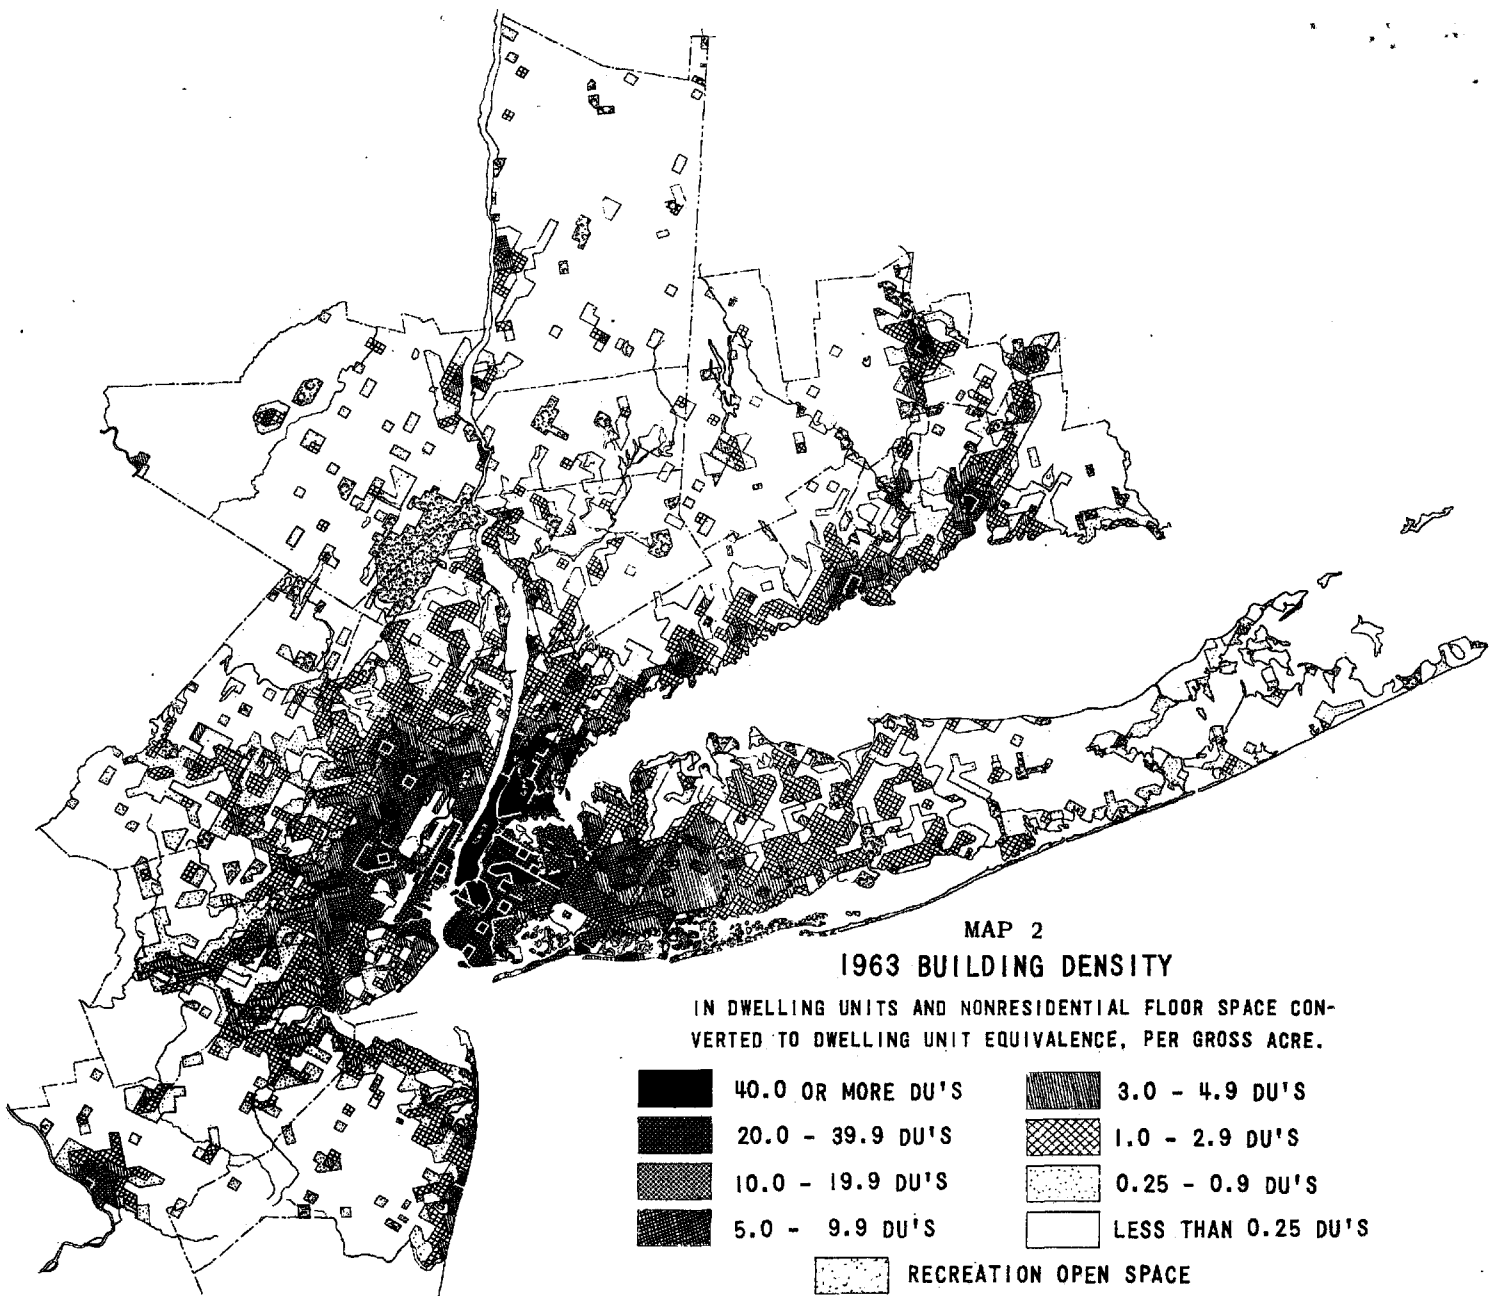 MAP 2
1963 BUILDING DENSITY
IN DWELLING UNITS AND NONRESIDENTIAL FLOOR SPACE CON-
VERTED TO DWELLING UNIT EQUIVALENCE, PER GROSS ACRE.
40.0 OR MORE DU'S
20.0 - 39.9 DU'S
10.0 - 19.9 DU'S
5.0 - 9.9 DU'S
3.0 - 4.9 DU'S
1.0 - 2.9 DU'S
0.25 - 0.9 DU'S
LESS THAN 0.25 DU'S
RECREATION OPEN SPACE